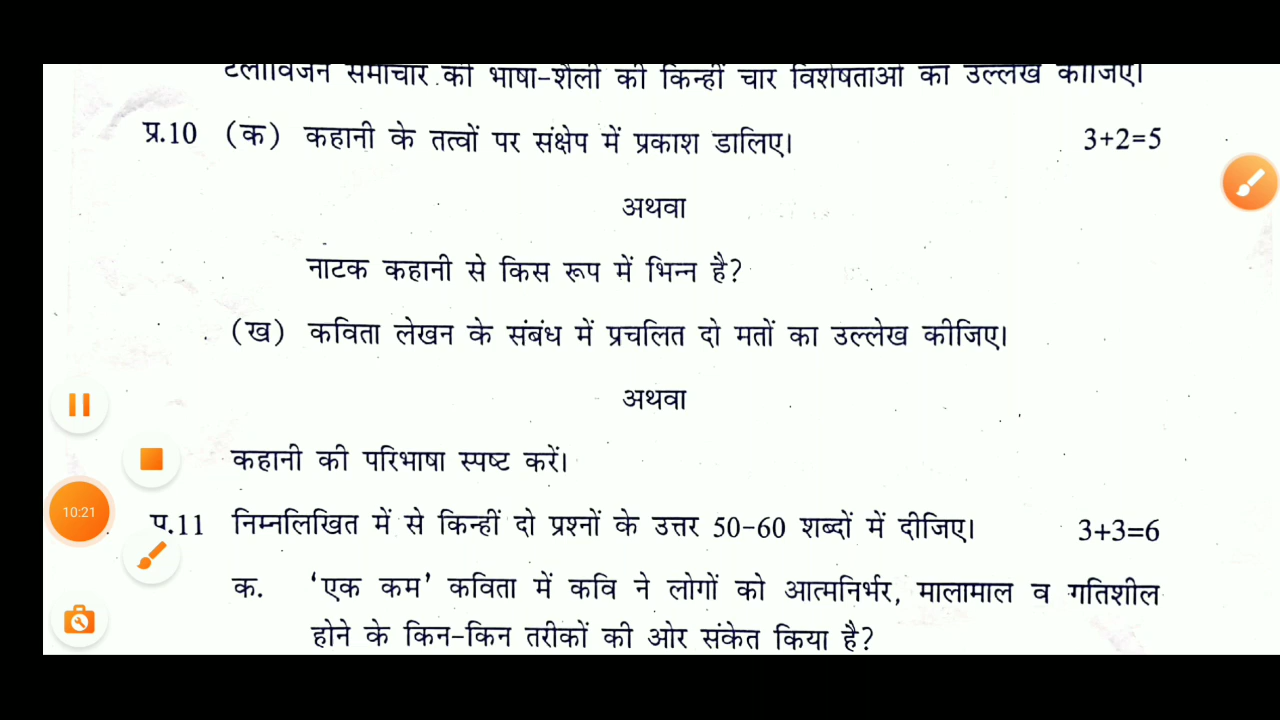 टेलीविजन समाचार की भाषा-शैली की किन्हीं चार विशेषताओं का उल्लेख कीजिए।
प्र.10 (क) कहानी के तत्वों पर संक्षेप में प्रकाश डालिए। 3+2=5
अथवा
नाटक कहानी से किस रूप में भिन्न है?
(ख) कविता लेखन के संबंध में प्रचलित दो मतों का उल्लेख कीजिए।
अथवा
कहानी की परिभाषा स्पष्ट करें।
प.11 निम्नलिखित में से किन्हीं दो प्रश्नों के उत्तर 50-60 शब्दों में दीजिए। 3+3=6
क. 'एक कम' कविता में कवि ने लोगों को आत्मनिर्भर, मालामाल व गतिशील
होने के किन-किन तरीकों की ओर संकेत किया है?
10:21